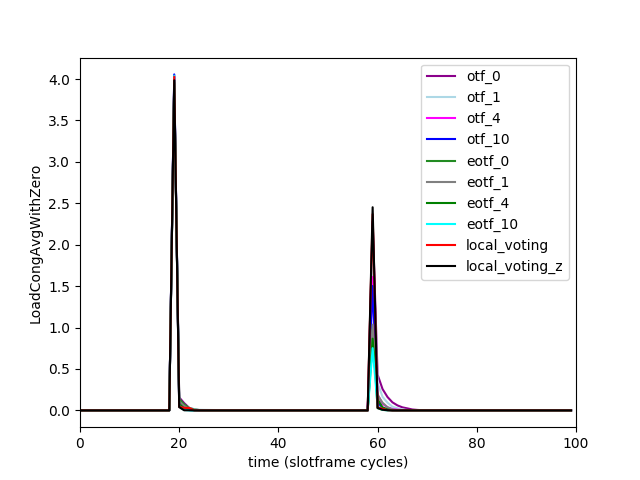 4.0
3.5
3.0
2.5
2.0
1.5
1.0
0.5
0.0
LoadCongAvgWithZero
0
20
40
60
80
100
time (slotframe cycles)
otf_0
otf_1
otf_4
otf_10
eotf_0
eotf_1
eotf_4
eotf_10
local_voting
local_voting_z